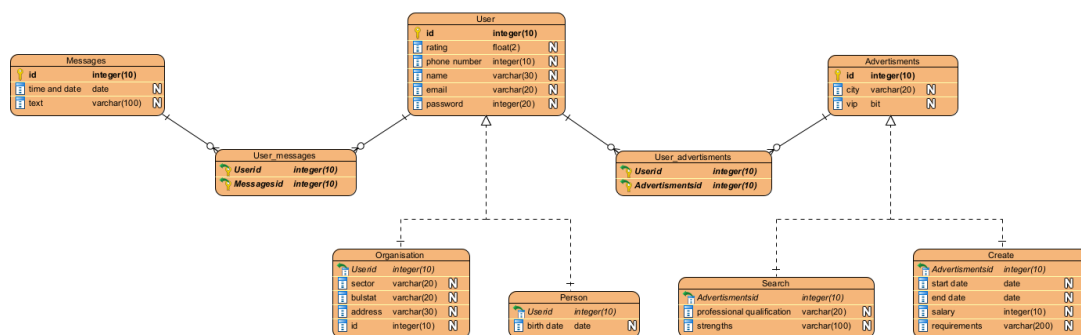 User
id integer(10)
rating float(2) N
phone number integer(10) N
name varchar(30) N
email varchar(20) N
password integer(20) N
Messages
id integer(10)
time and date date N
text varchar(100) N
Advertisments
id integer(10)
city varchar(20) N
vip bit N
User_messages
Userid integer(10)
Messagesid integer(10)
User_advertisments
Userid integer(10)
Advertismentsid integer(10)
Organisation
Userid integer(10)
sector varchar(20) N
bulstat varchar(20) N
address varchar(30) N
id integer(10) N
Person
Userid integer(10)
birth date date N
Search
Advertismentsid integer(10)
professional qualification varchar(20) N
strengths varchar(100) N
Create
Advertismentsid integer(10)
start date date N
end date date N
salary integer(10) N
requirements varchar(200) N